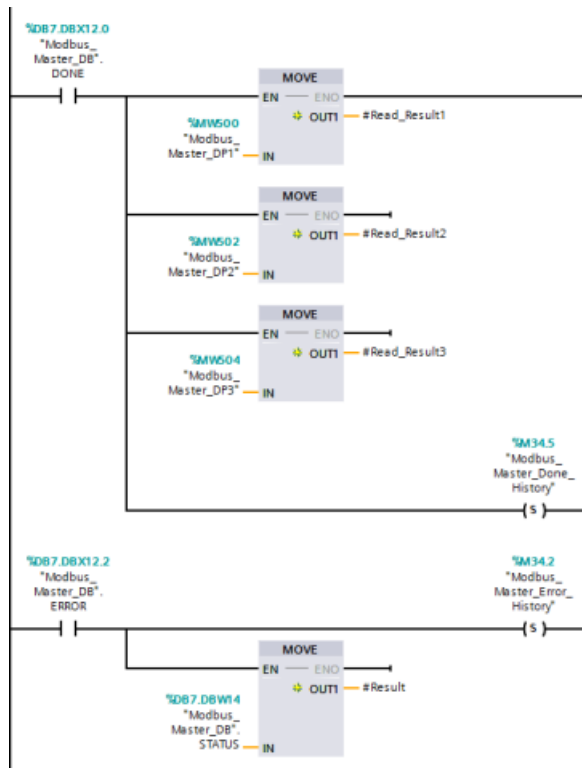 %DB7.DBX12.0
"Modbus_
Master_DB".
DONE
MOVE
EN
ENO
%MW500
OUT1
#Read_Result1
"Modbus_
Master_DP1"
IN
MOVE
EN
ENO
%MW502
OUT1
#Read_Result2
"Modbus_
Master_DP2"
IN
MOVE
EN
ENO
%MW504
OUT1
#Read_Result3
"Modbus_
Master_DP3"
IN
%M34.5
"Modbus_
Master_Done_
History"
S
%DB7.DBX12.2
"Modbus_
Master_DB".
ERROR
%M34.2
"Modbus_
Master_Error_
History"
S
MOVE
EN
ENO
%DB7.DBW14
OUT1
#Result
"Modbus_
Master_DB".
STATUS
IN